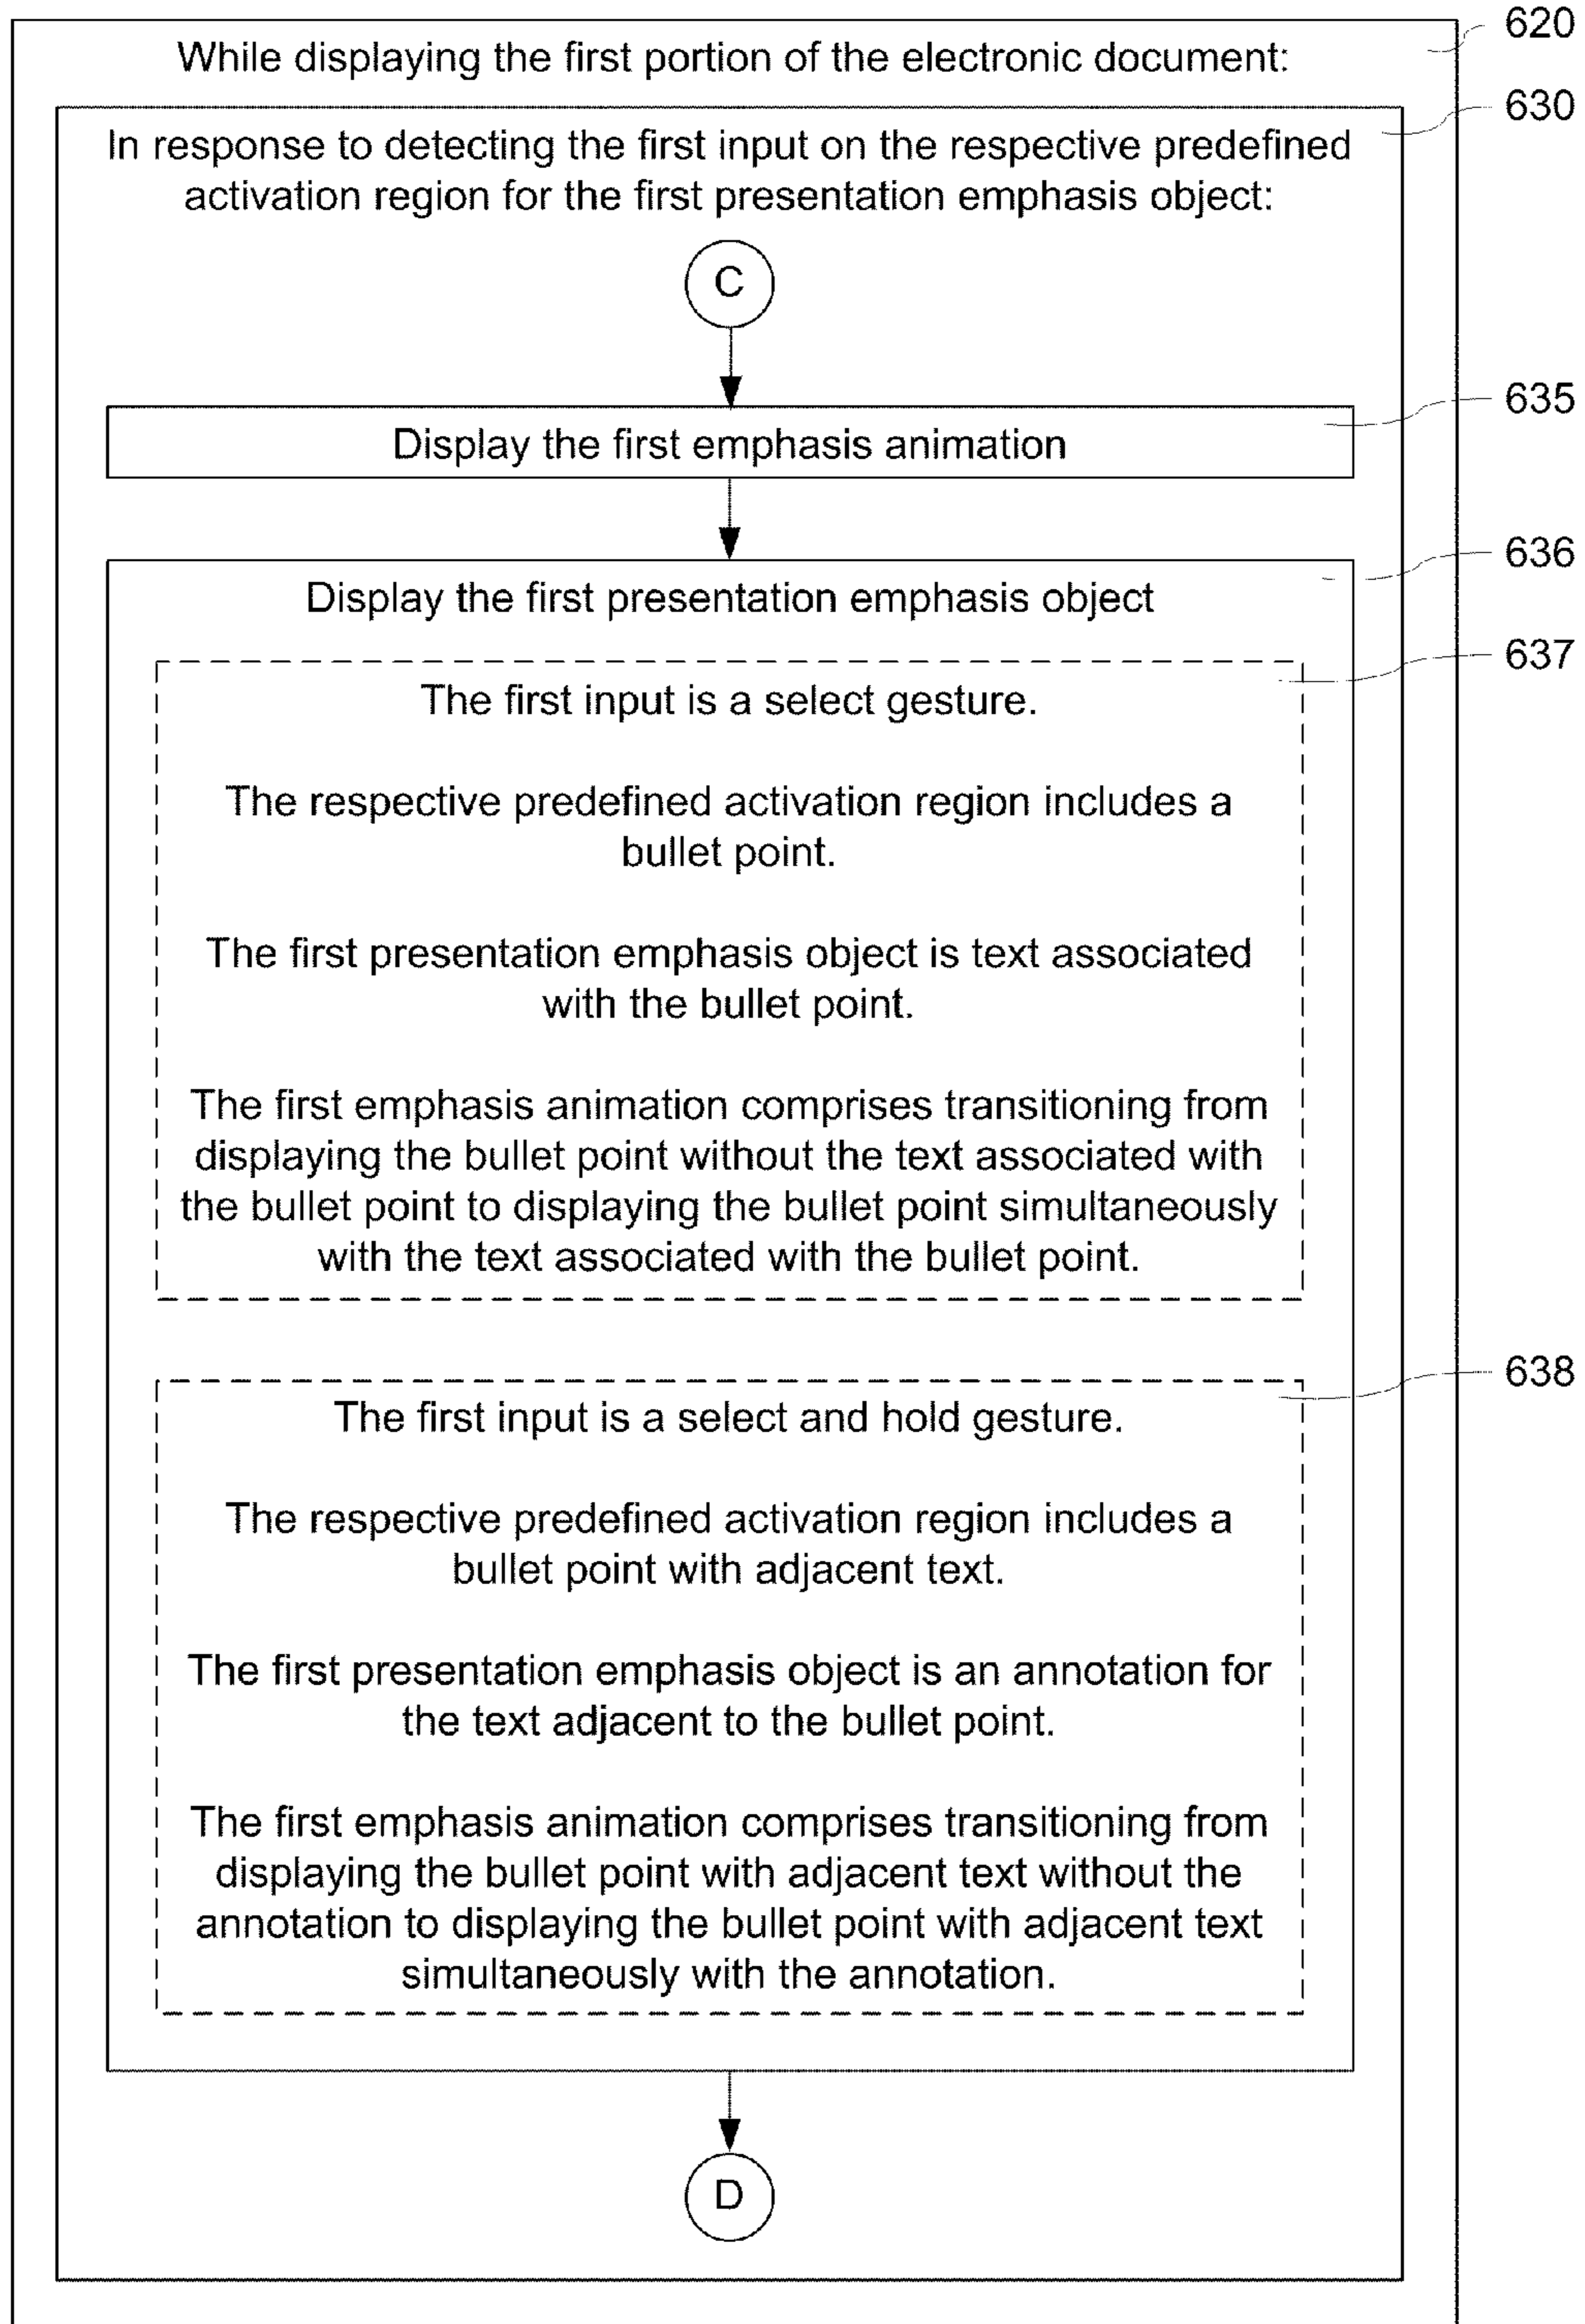 620
While displaying the first portion of the electronic document:
630
In response to detecting the first input on the respective predefined
activation region for the first presentation emphasis object:
C
635
Display the first emphasis animation
636
Display the first presentation emphasis object
637
The first input is a select gesture.
The respective predefined activation region includes a
bullet point.
The first presentation emphasis object is text associated
with the bullet point.
The first emphasis animation comprises transitioning from
displaying the bullet point without the text associated with
the bullet point to displaying the bullet point simultaneously
with the text associated with the bullet point.
638
The first input is a select and hold gesture.
The respective predefined activation region includes a
bullet point with adjacent text.
The first presentation emphasis object is an annotation for
the text adjacent to the bullet point.
The first emphasis animation comprises transitioning from
displaying the bullet point with adjacent text without the
annotation to displaying the bullet point with adjacent text
simultaneously with the annotation.
D